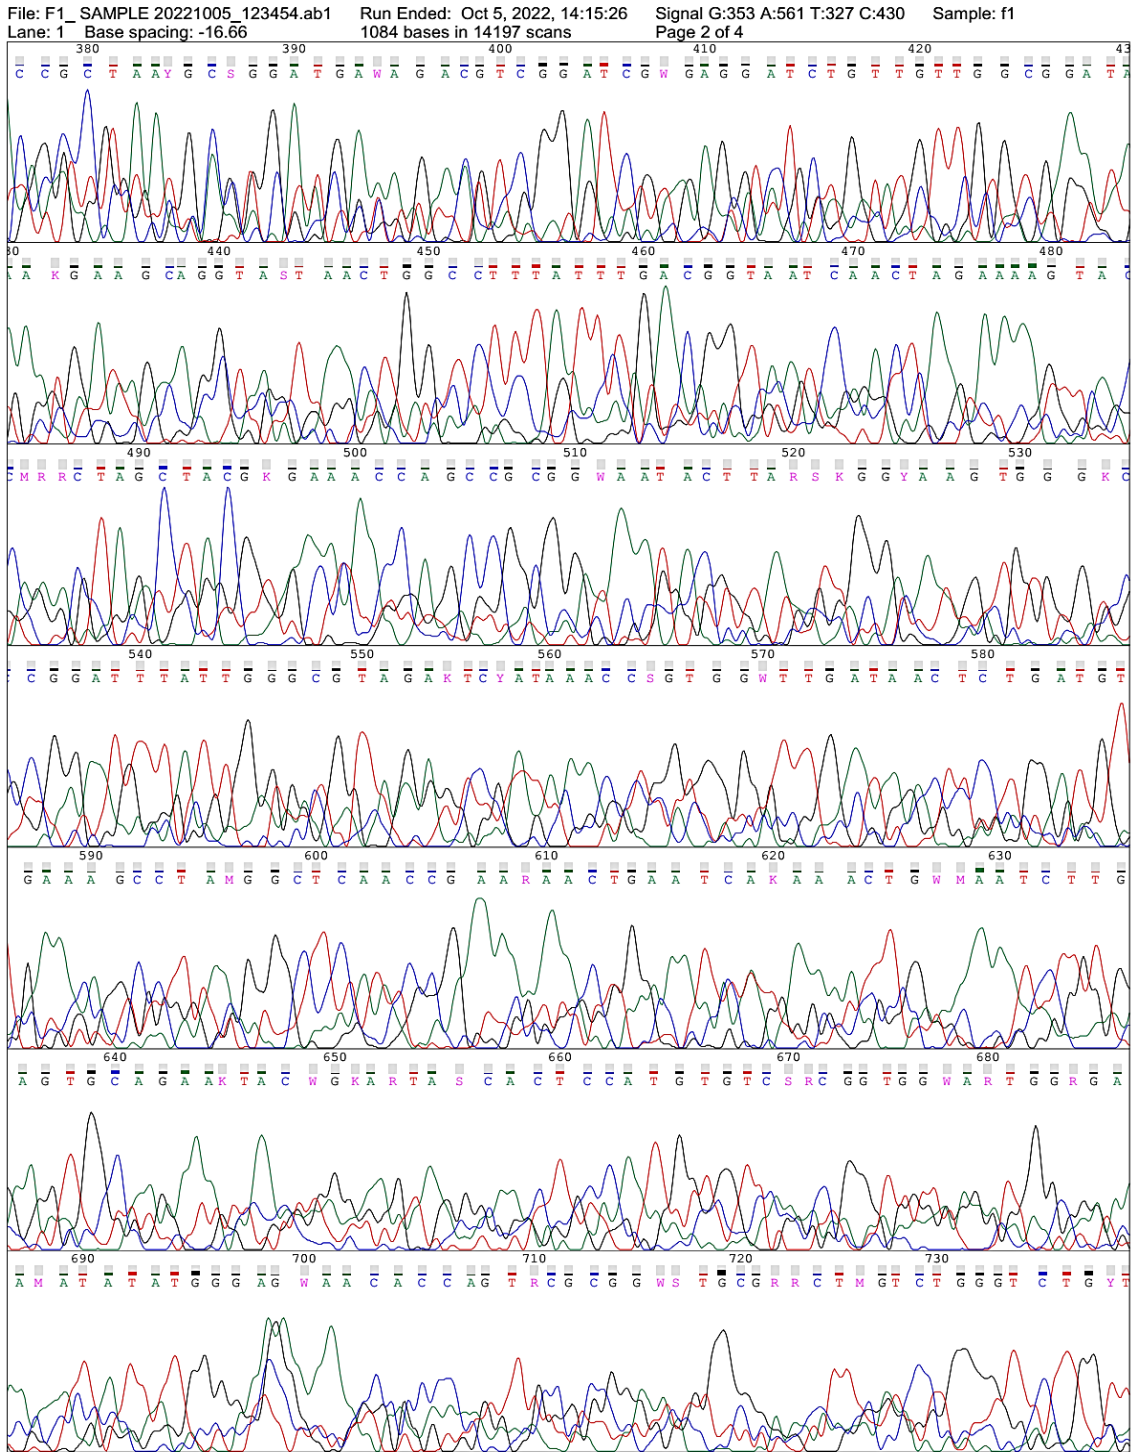 File: F1_ SAMPLE 20221005_123454.ab1 Run Ended: Oct 5, 2022, 14:15:26 Signal G:353 A:561 T:327 C:430 Sample: f1
Lane: 1 Base spacing: -16.66 1084 bases in 14197 scans Page 2 of 4
380 390 400 410 420 43
C C G C T A A Y G C S G G A T G A W A G A C G T C G G A T C G W G A G G A T C T G T T G T T G G C G G A T A
30 440 450 460 470 480
A A K G A A G C A G G T A S T A A C T G G C C T T T A T T T G A C G G T A A T C A A C T A G A A A A G T A C
490 500 510 520 530
C M R R C T A G C T A C G K G A A A C C A G C C G C G G W A A T A C T T A R S K G G Y A A G T G G G K C
540 550 560 570 580
C G G A T T T A T T G G G C G T A G A K T C Y A T A A A C C S G T G G W T T G A T A A C T C T G A T G T
590 600 610 620 630
G A A A G C C T A M G G C T C A A C C G A A R A A C T G A A T C A K A A A C T G W M A A T C T T G
640 650 660 670 680
A G T G C A G A A K T A C W G K A R T A S C A C T C C A T G T G T C S R C G G T G G W A R T G G R G A
690 700 710 720 730
A M A T A T A T G G G A G W A A C A C C A G T R C G C G G W S T G C G R R C T M G T C T G G G T C T G Y T